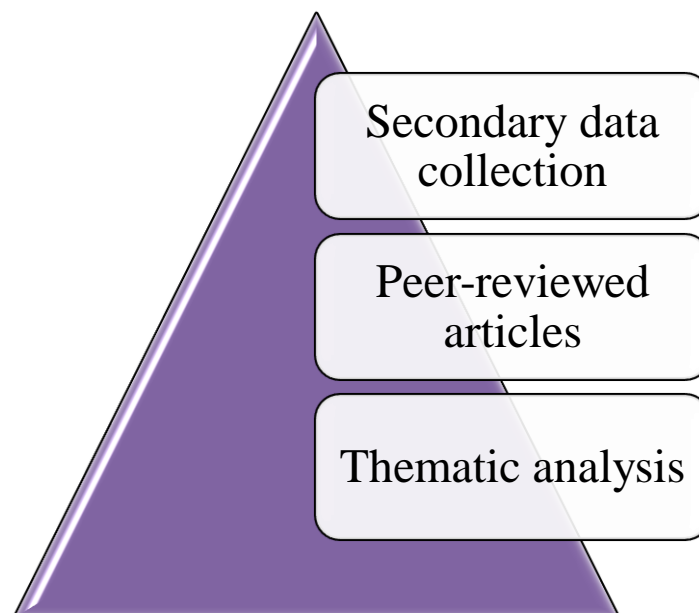 Secondary data
collection
Peer-reviewed
articles
Thematic analysis